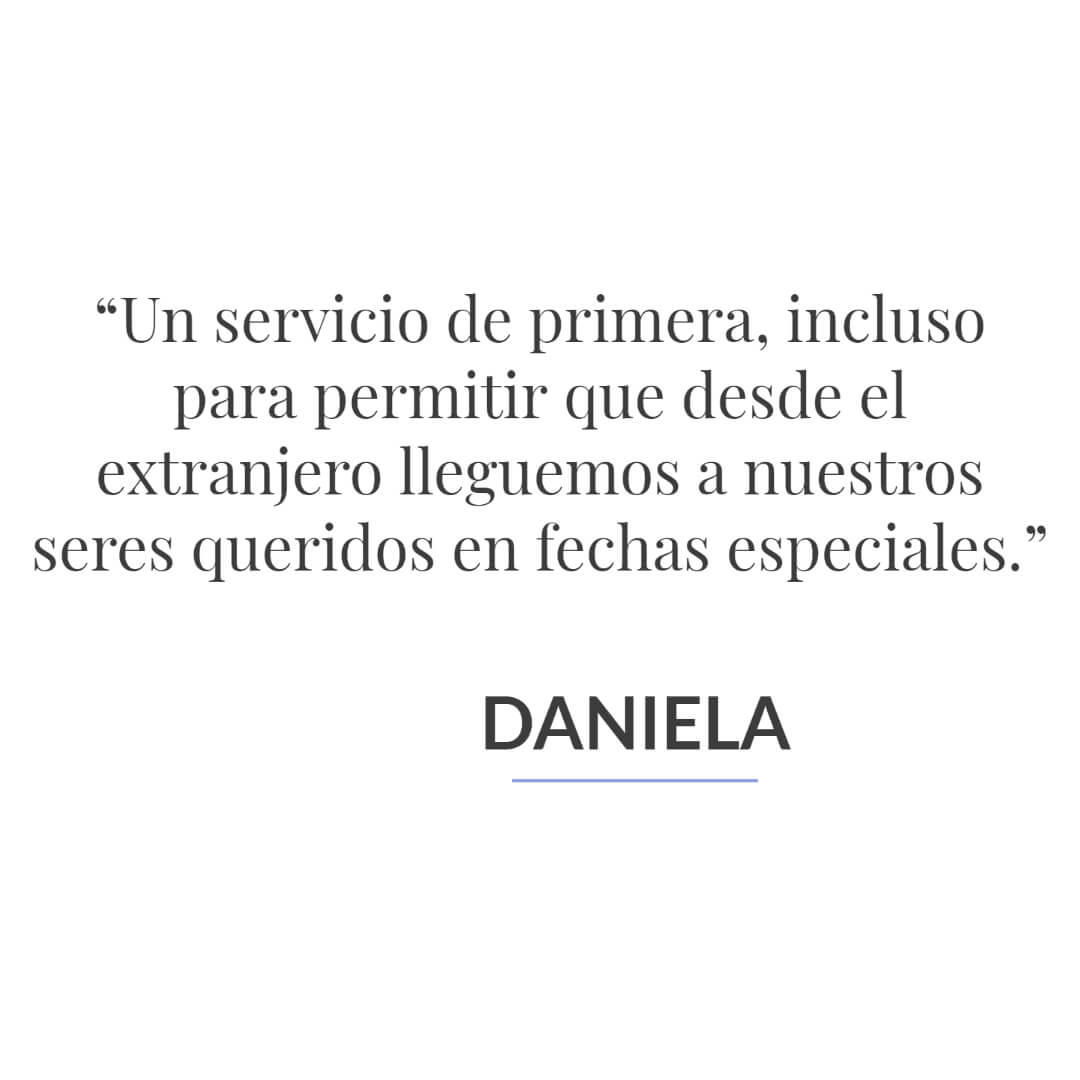 “Un servicio de primera, incluso
para permitir que desde el
extranjero lleguemos a nuestros
seres queridos en fechas especiales.”
DANIELA